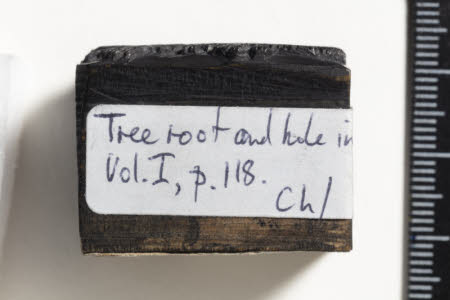 Tree root and hole in
Vol. I, p. 118.
Ch/